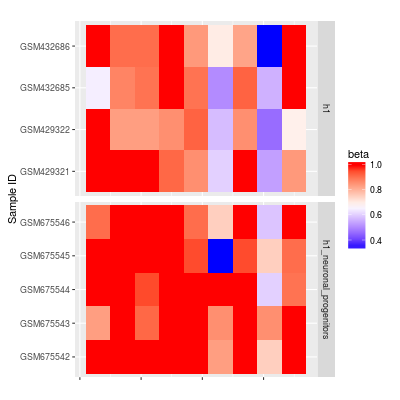 GSM432686
GSM432685
GSM429322
GSM429321
h1
GSM675546
GSM675545
GSM675544
GSM675543
GSM675542
h1_neuronal_progenitors
Sample ID
beta
1.0
0.8
0.6
0.4